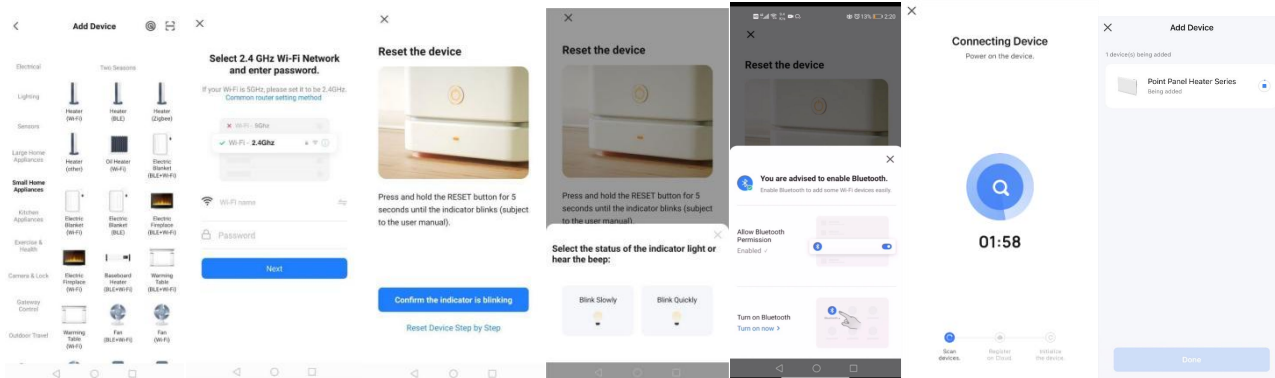 Add Device
Electrical
Two Seasons
Lighting
Heater
(Wi-Fi)
Heater
(BLE)
Heater
(Zigbee)
Sensors
Large Home
Appliances
Heater
(other)
Oil Heater
(Wi-Fi)
Electric
Blanket
(BLE+Wi-Fi)
Small Home
Appliances
Kitchen
Appliances
Electric
Blanket
(Wi-Fi)
Electric
Blanket
(BLE)
Electric
Fireplace
(BLE+Wi-Fi)
Exercise &
Health
Camera & Lock
Electric
Fireplace
(Wi-Fi)
Baseboard
Heater
(BLE+Wi-Fi)
Warming
Table
(BLE+Wi-Fi)
Gateway
Control
Outdoor Travel
Warming
Table
(Wi-Fi)
Fan
(BLE+Wi-Fi)
Fan
(Wi-Fi)
Select 2.4 GHz Wi-Fi Network
and enter password.
If your Wi-Fi is 5GHz, please set it to be 2.4GHz.
Common router setting method
Wi-Fi - 5Ghz
Wi-Fi - 2.4Ghz
Wi-Fi name
Password
Next
Reset the device
Press and hold the RESET button for 5
seconds until the indicator blinks (subject
to the user manual).
Confirm the indicator is blinking
Reset Device Step by Step
Reset the device
Press and hold the RESET button for 5
seconds until the indicator blinks (subject
to the user manual).
Select the status of the indicator light or
hear the beep:
Blink Slowly
Blink Quickly
13% 2:20
Reset the device
You are advised to enable Bluetooth.
Enable Bluetooth to add some Wi-Fi devices easily.
Allow Bluetooth
Permission
Enabled
Turn on Bluetooth
Turn on now >
Connecting Device
Power on the device.
01:58
Scan
devices.
Register
on Cloud.
Initialize
the device.
Add Device
1 device(s) being added
Point Panel Heater Series
Being added
Done